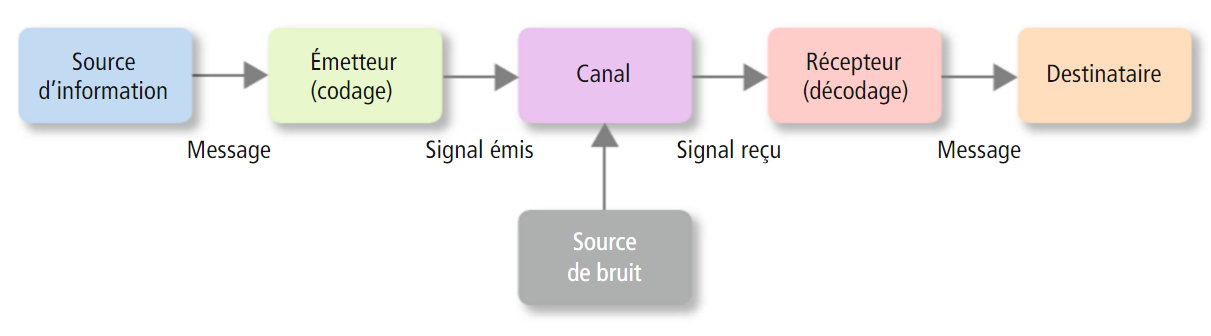 Source
d’information
Émetteur
(codage)
Canal
Récepteur
(décodage)
Destinataire
Message
Signal émis
Signal reçu
Message
Source
de bruit